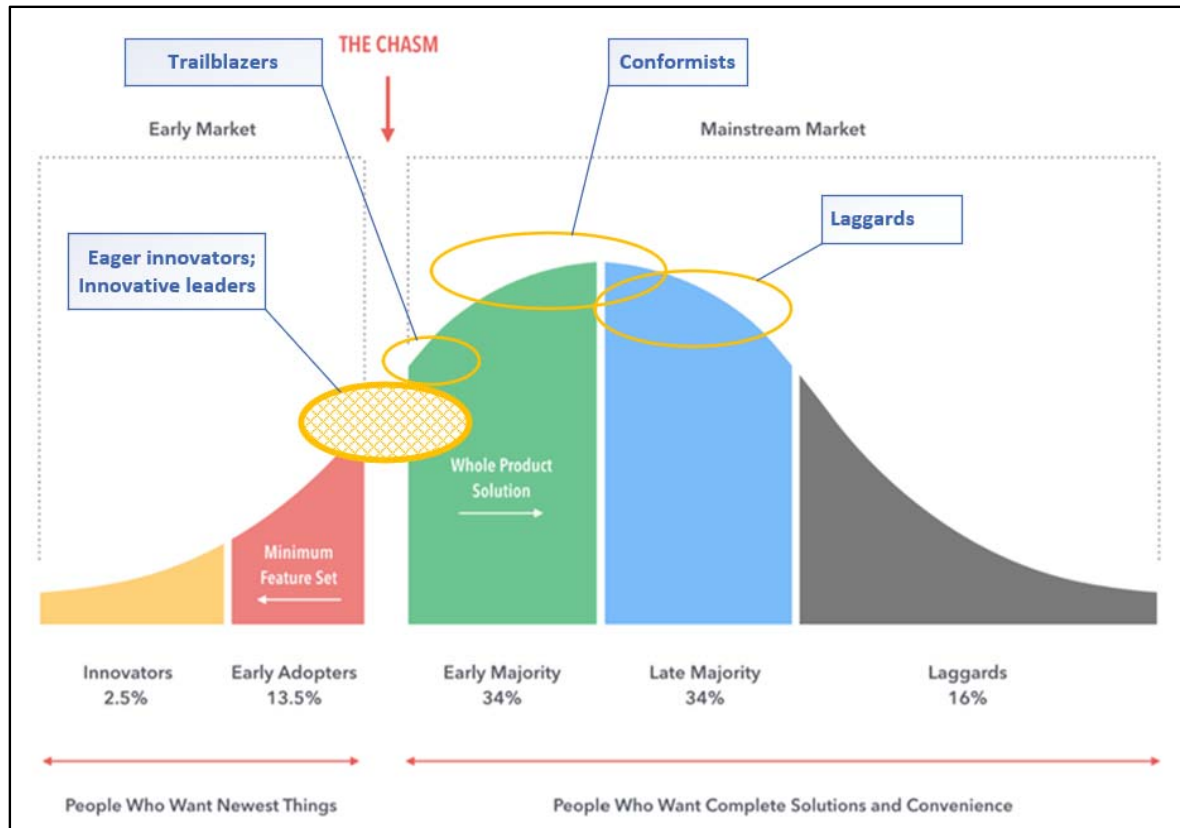 THE CHASM
Trailblazers
Conformists
Early Market
Mainstream Market
Laggards
Eager innovators;
Innovative leaders
Whole Product
Solution
Minimum
Feature Set
Innovators
2.5%
Early Adopters
13.5%
Early Majority
34%
Late Majority
34%
Laggards
16%
People Who Want Newest Things
People Who Want Complete Solutions and Convenience